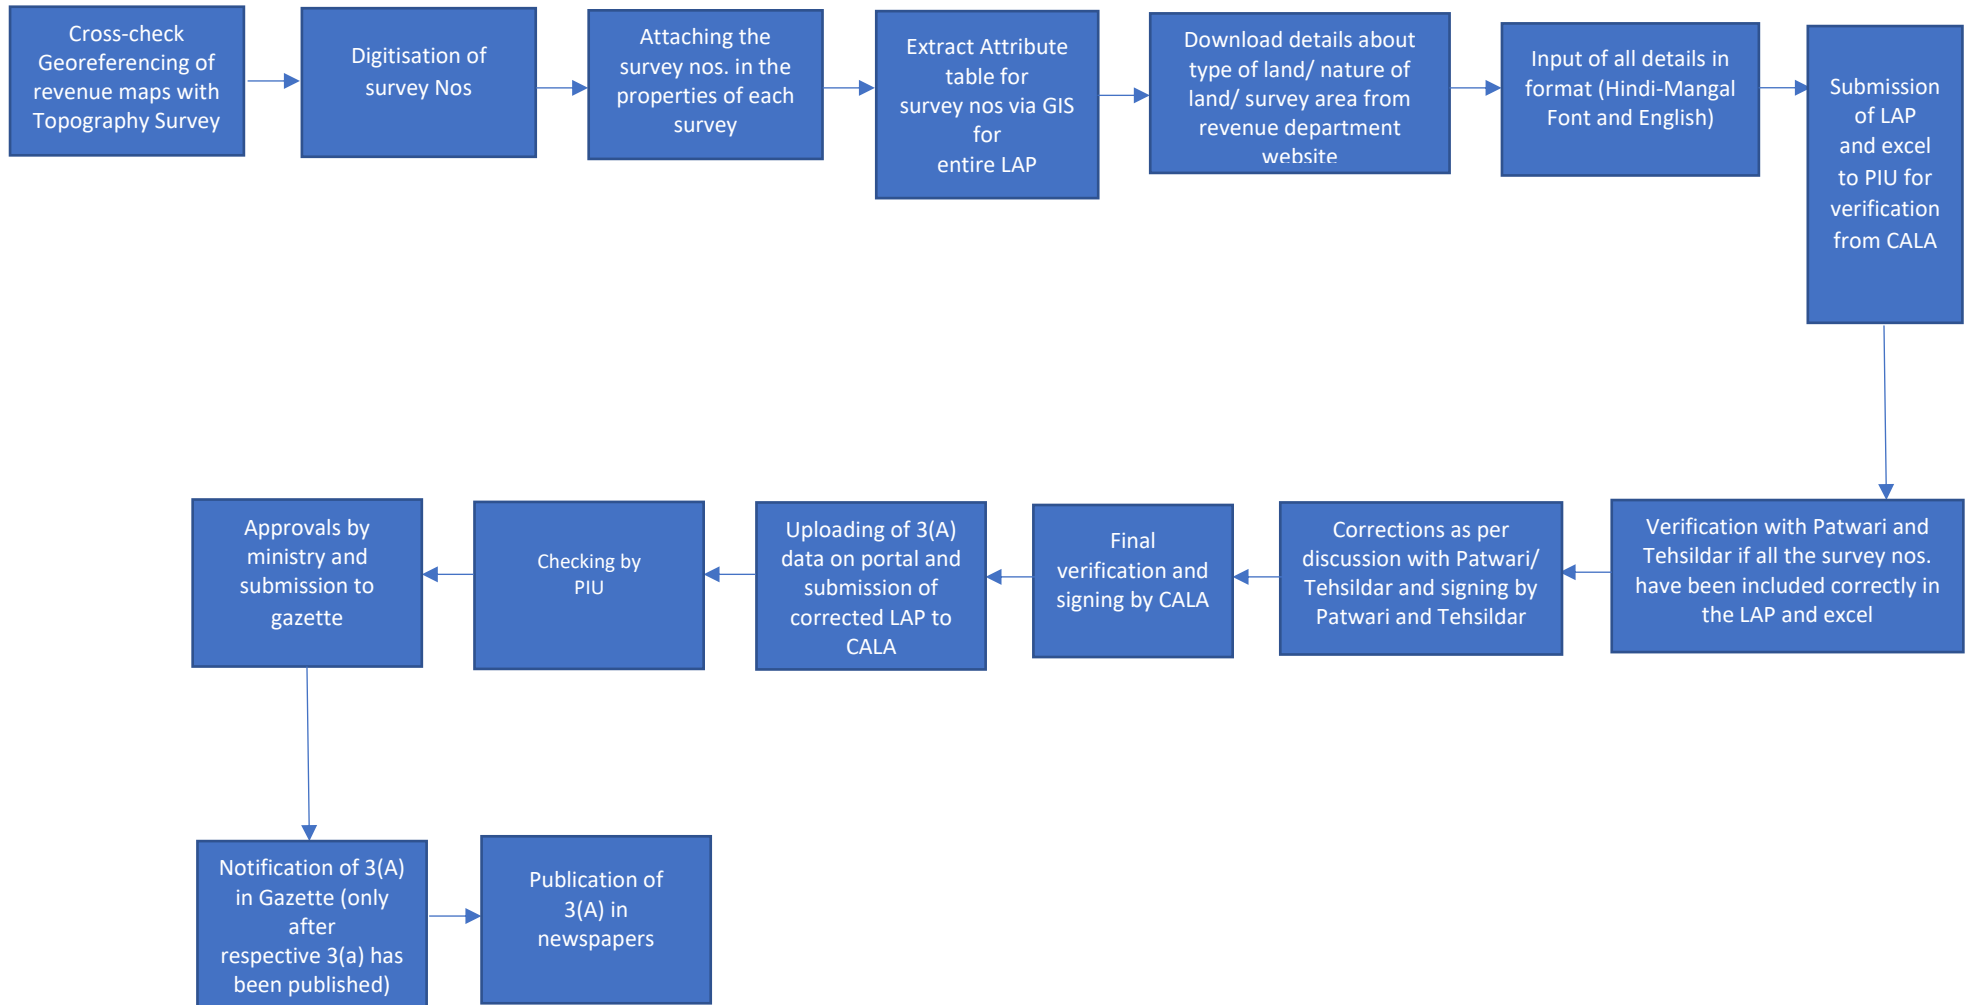 Cross-check
Georeferencing of
revenue maps with
Topography Survey
Digitisation of
survey Nos
Attaching the
survey nos. in the
properties of each
survey
Extract Attribute
table for
survey nos via GIS
for
entire LAP
Download details about
type of land/ nature of
land/ survey area from
revenue department
website
Input of all details in
format (Hindi-Mangal
Font and English)
Submission
of LAP
and excel
to PIU for
verification
from CALA
Verification with Patwari and
Tehsildar if all the survey nos.
have been included correctly in
the LAP and excel
Corrections as per
discussion with Patwari/
Tehsildar and signing by
Patwari and Tehsildar
Final
verification and
signing by CALA
Uploading of 3(A)
data on portal and
submission of
corrected LAP to
CALA
Checking by
PIU
Approvals by
ministry and
submission to
gazette
Notification of 3(A)
in Gazette (only
after
respective 3(a) has
been published)
Publication of
3(A) in
newspapers